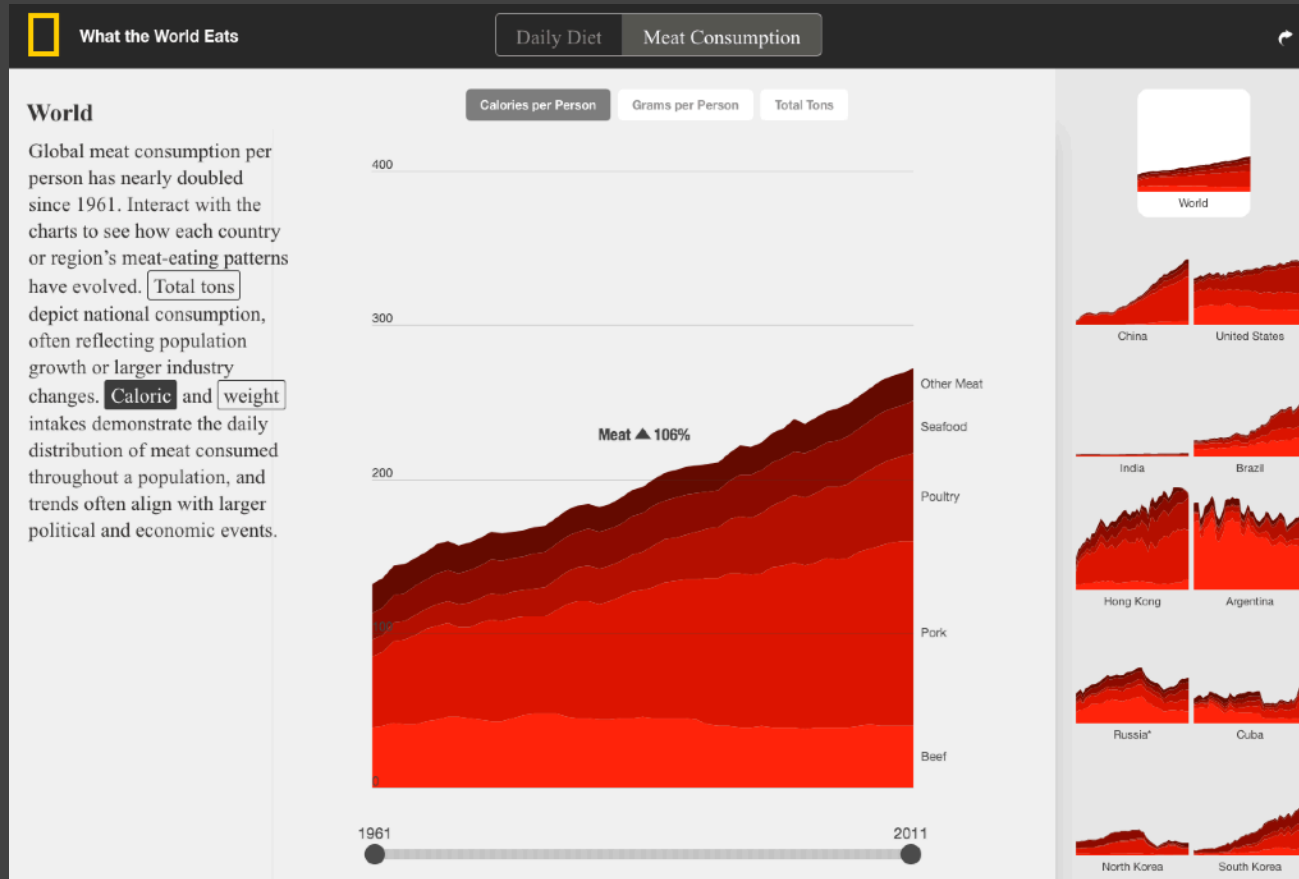 What the World Eats
Daily Diet
Meat Consumption
World
Global meat consumption per
person has nearly doubled
since 1961. Interact with the
charts to see how each country
or region’s meat-eating patterns
have evolved. Total tons
depict national consumption,
often reflecting population
growth or larger industry
changes. Caloric and weight
intakes demonstrate the daily
distribution of meat consumed
throughout a population, and
trends often align with larger
political and economic events.
Calories per Person
Grams per Person
Total Tons
400
300
200
100
0
Meat ▲ 106%
Other Meat
Seafood
Poultry
Pork
Beef
1961
2011
World
China
United States
India
Brazil
Hong Kong
Argentina
Russia*
Cuba
North Korea
South Korea